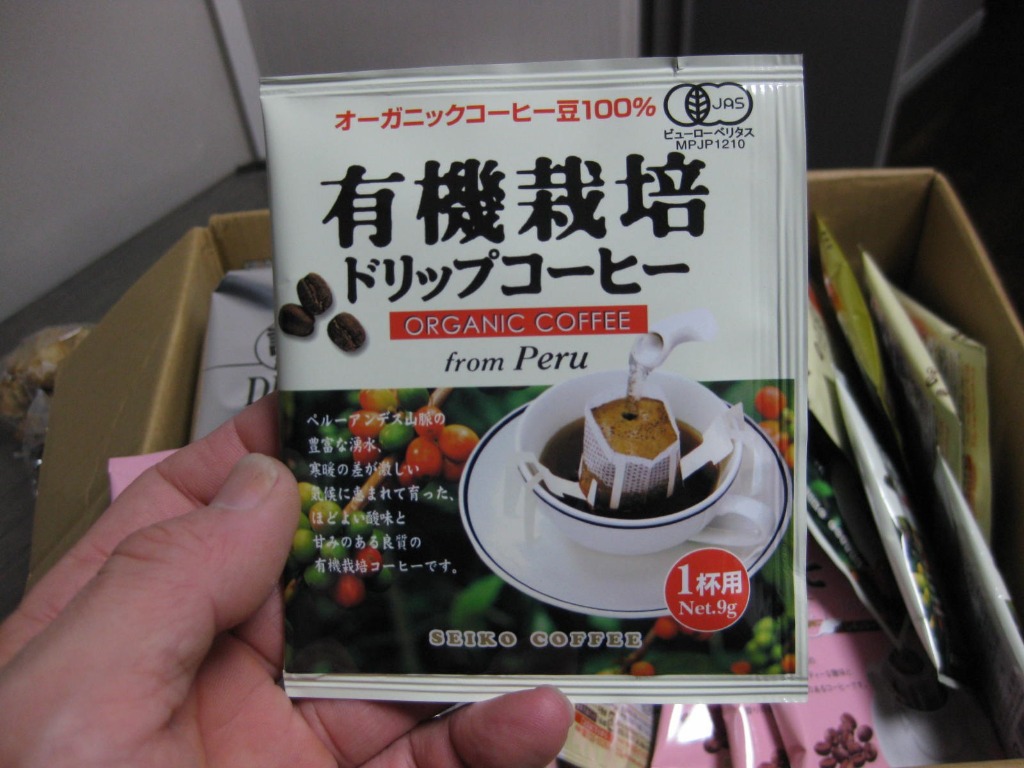 オーガニックコーヒー豆100%
JAS
ビューローベリタス
MPJP1210
有機栽培
ドリップコーヒー
ORGANIC COFFEE
from Peru
ペルーアンデス山脈の
豊富な湧水、
寒暖の差が激しい
気候に恵まれて育った、
ほどよい酸味と
甘みのある良質の
有機栽培コーヒーです。
1杯用
Net.9g
SEIKO COFFEE